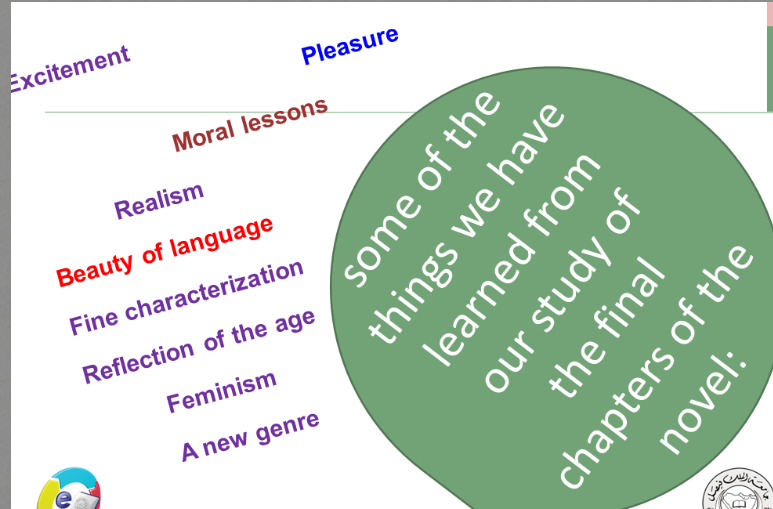 Excitement
Pleasure
Moral lessons
Realism
Beauty of language
Fine characterization
Reflection of the age
Feminism
A new genre
some of the
things we have
learned from
our study of
the final
chapters of the
novel:
e